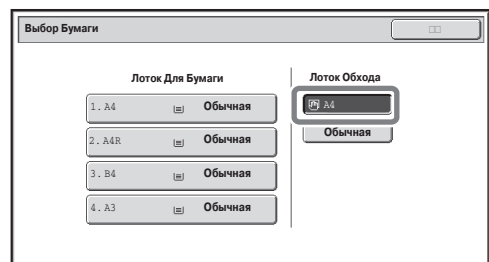 Выбор Бумаги
Лоток Для Бумаги
Лоток Обхода
1. A4 Обычная
A4
2. A4R Обычная
Обычная
3. B4 Обычная
4. A3 Обычная